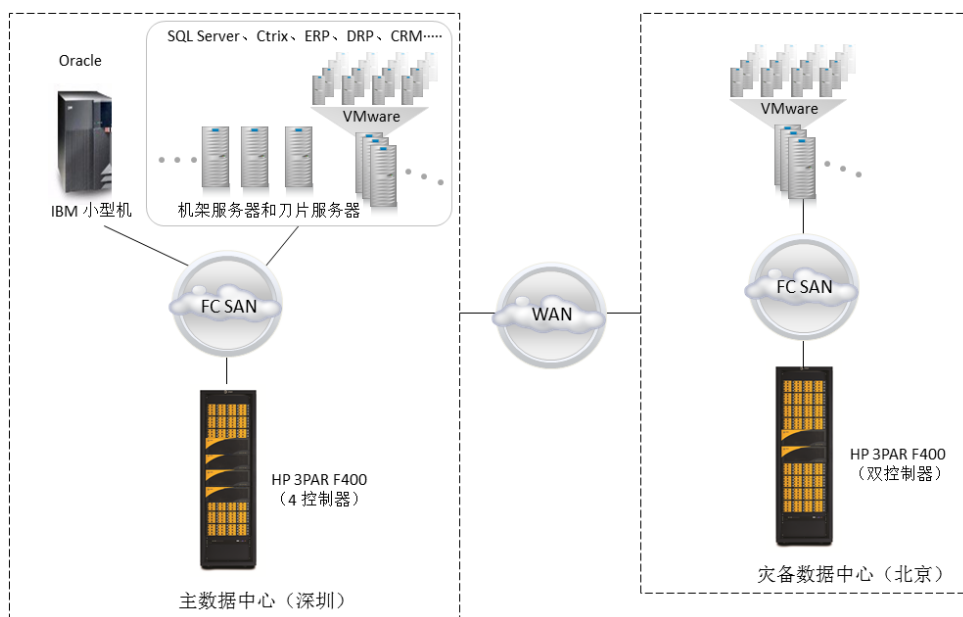 SQL Server、Ctrix、ERP、DRP、CRM·····
Oracle
VMware
IBM 小型机
机架服务器和刀片服务器
FC SAN
HP 3PAR F400
（4 控制器）
主数据中心（深圳）
WAN
VMware
FC SAN
HP 3PAR F400
（双控制器）
灾备数据中心（北京）